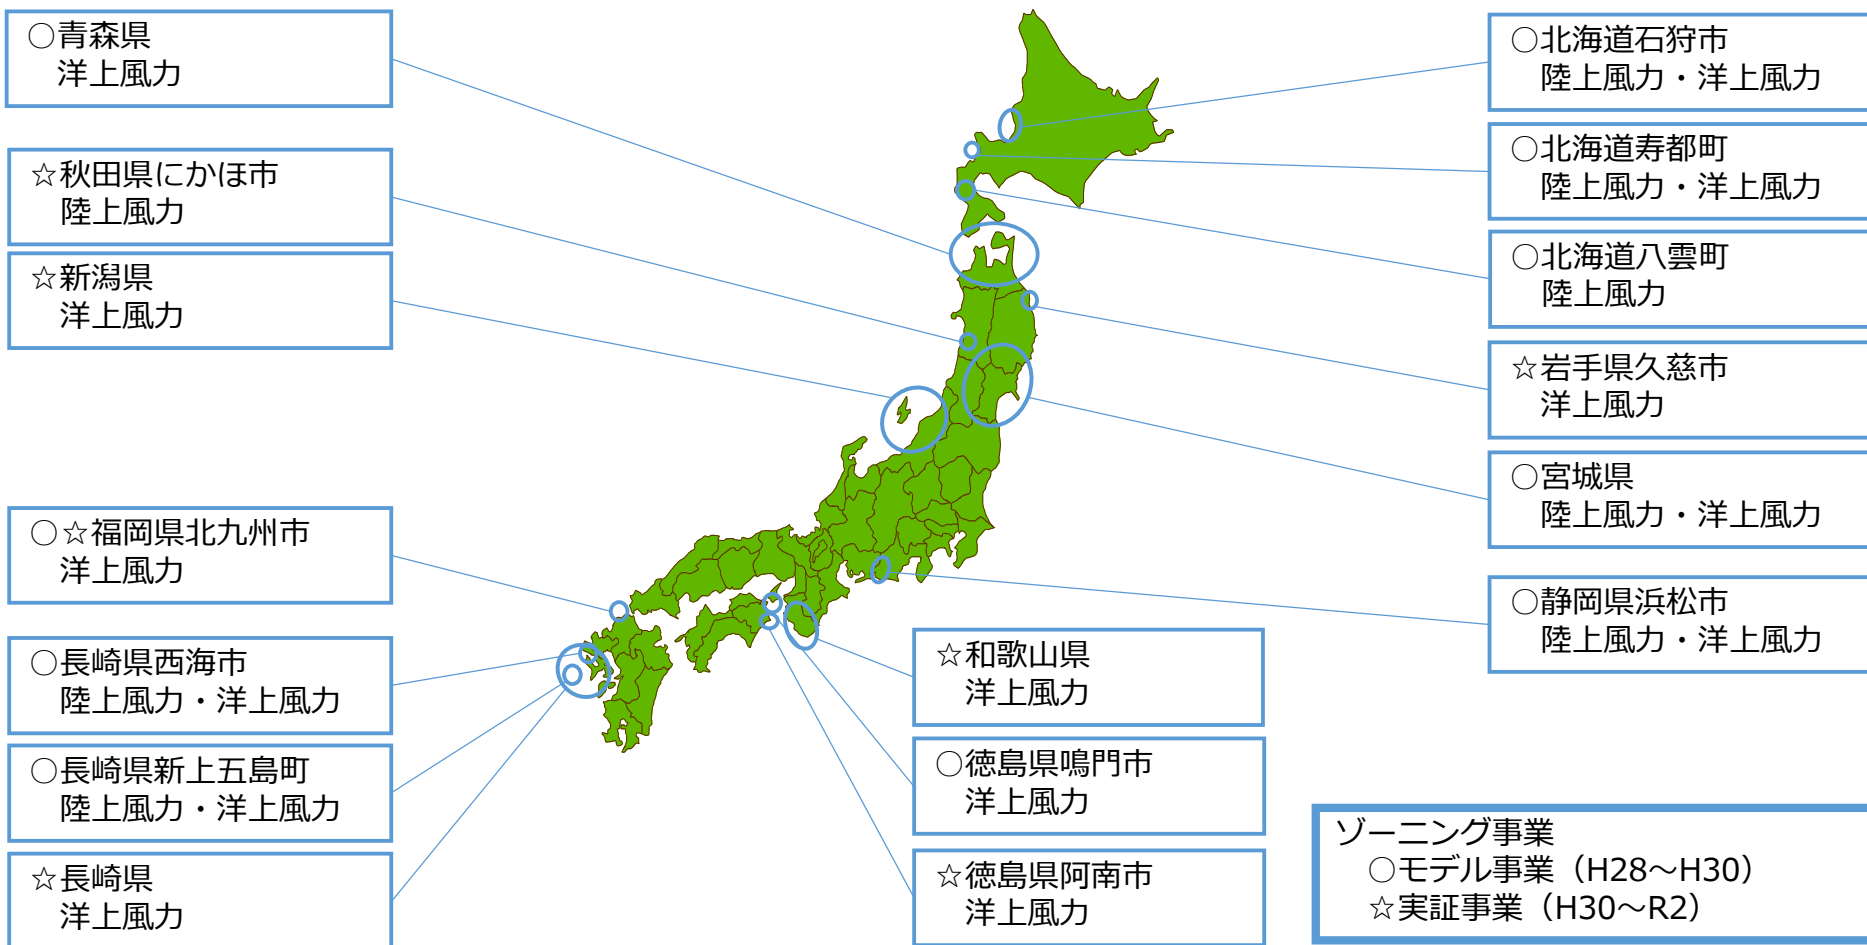 ○青森県
洋上風力
☆秋田県にかほ市
陸上風力
☆新潟県
洋上風力
○☆福岡県北九州市
洋上風力
○長崎県西海市
陸上風力・洋上風力
○長崎県新上五島町
陸上風力・洋上風力
☆長崎県
洋上風力
○北海道石狩市
陸上風力・洋上風力
○北海道寿都町
陸上風力・洋上風力
○北海道八雲町
陸上風力
☆岩手県久慈市
洋上風力
○宮城県
陸上風力・洋上風力
○静岡県浜松市
陸上風力・洋上風力
☆和歌山県
洋上風力
○徳島県鳴門市
洋上風力
☆徳島県阿南市
洋上風力
ゾーニング事業
○モデル事業（H28～H30）
☆実証事業（H30～R2）